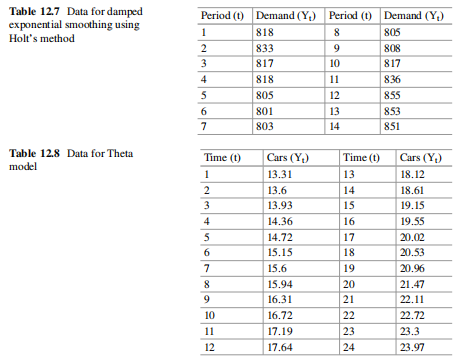 Table 12.7 Data for damped
exponential smoothing using
Holt's method
Period (t) Demand (Yt) Period (t) Demand (Yt)
1 818 8 805
2 833 9 808
3 817 10 817
4 818 11 836
5 805 12 855
6 801 13 853
7 803 14 851
Table 12.8 Data for Theta
model
Time (t) Cars (Yt) Time (t) Cars (Yt)
1 13.31 13 18.12
2 13.6 14 18.61
3 13.93 15 19.15
4 14.36 16 19.55
5 14.72 17 20.02
6 15.15 18 20.53
7 15.6 19 20.96
8 15.94 20 21.47
9 16.31 21 22.11
10 16.72 22 22.72
11 17.19 23 23.3
12 17.64 24 23.97